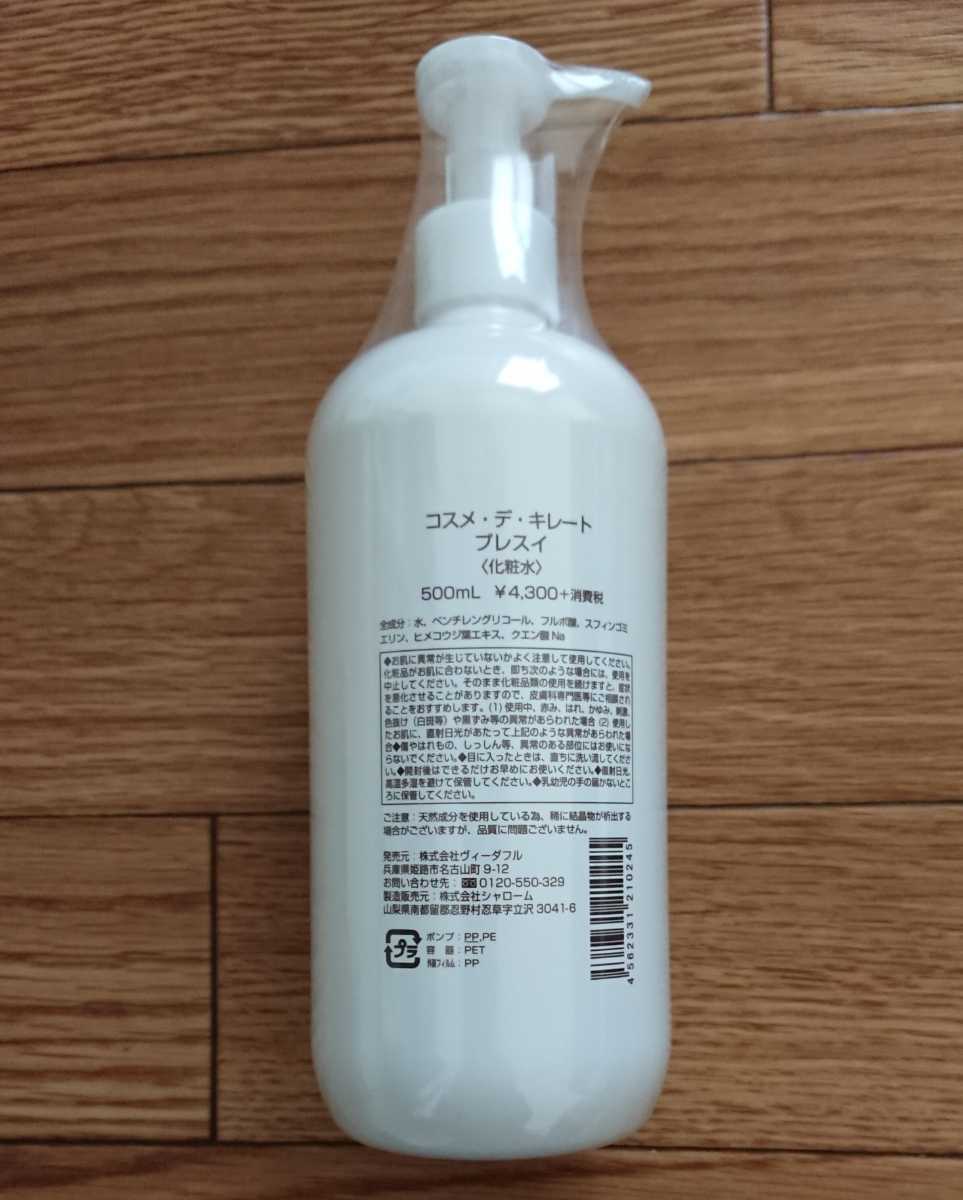 コスメ・デ・キレート
プレスイ
〈化粧水〉
500mL ¥4,300+消費税
全成分：水、ペンチレングリコール、フルボ酸、スフィンゴミ
エリン、ヒメコウジ葉エキス、クエン酸Na
◆お肌に異常が生じていないかよく注意して使用してください。
化粧品がお肌に合わないとき、即ち次のような場合には、使用を
中止してください。そのまま化粧品類の使用を続けますと、症状
を悪化させることがありますので、皮膚科専門医等にご相談され
ることをおすすめします。(1)使用中、赤み、はれ、かゆみ、刺激、
色抜け（白斑等）や黒ずみ等の異常があらわれた場合(2)使用し
たお肌に、直射日光があたって上記のような異常があらわれた場
合◆傷やはれもの、しっしん等、異常のある部位にはお使いにな
らないでください。◆目に入ったときは、直ちに洗い流してくださ
い。◆開封後はできるだけお早めにお使いください。◆直射日光、
高温多湿を避けて保管してください。◆乳幼児の手の届かないとこ
ろに保管してください。
ご注意：天然成分を使用している為、稀に結晶物が析出する
場合がございますが、品質に問題ございません。
発売元：株式会社ヴィーダフル
兵庫県姫路市名古山町9-12
お問い合わせ先：0120-550-329
製造販売元：株式会社シャローム
山梨県南都留郡忍野村忍草字立沢3041-6
プラ
ポンプ：PP,PE
容器：PET
外装フィルム：PP
4562331210245